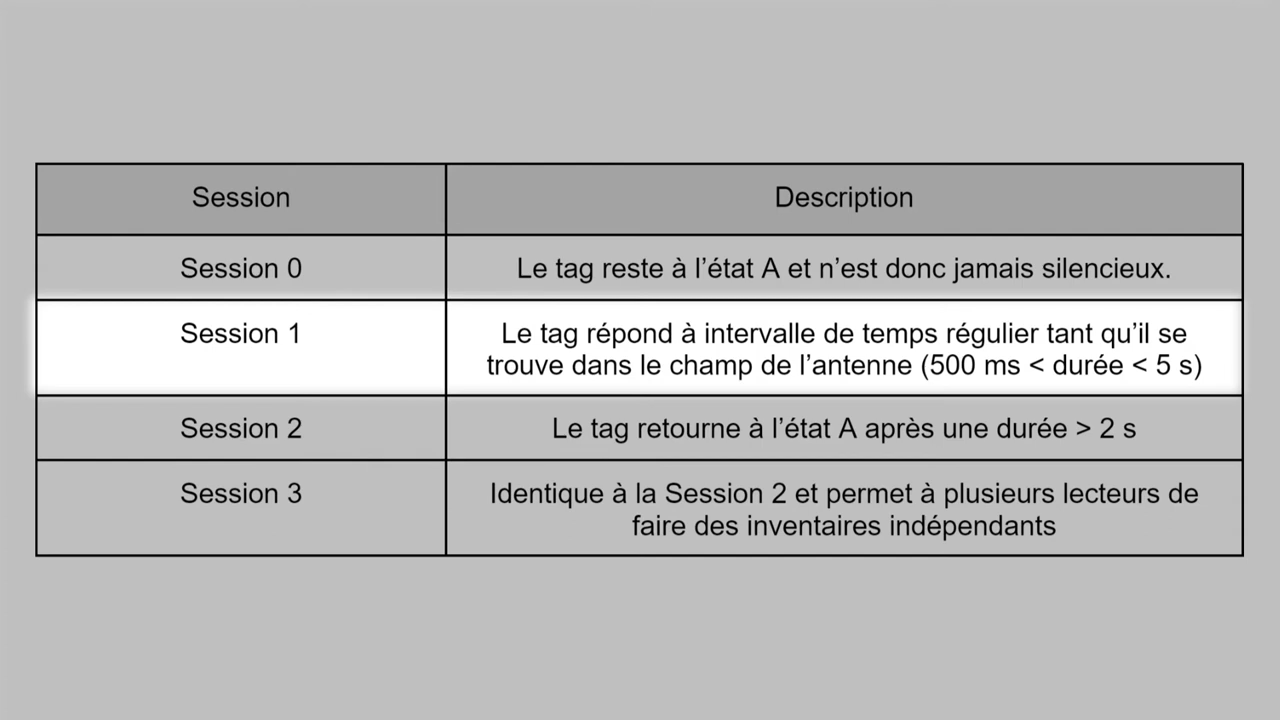 Session
Description
Session 0
Le tag reste à l’état A et n’est donc jamais silencieux.
Session 1
Le tag répond à intervalle de temps régulier tant qu’il se
trouve dans le champ de l’antenne (500 ms < durée < 5 s)
Session 2
Le tag retourne à l’état A après une durée > 2 s
Session 3
Identique à la Session 2 et permet à plusieurs lecteurs de
faire des inventaires indépendants